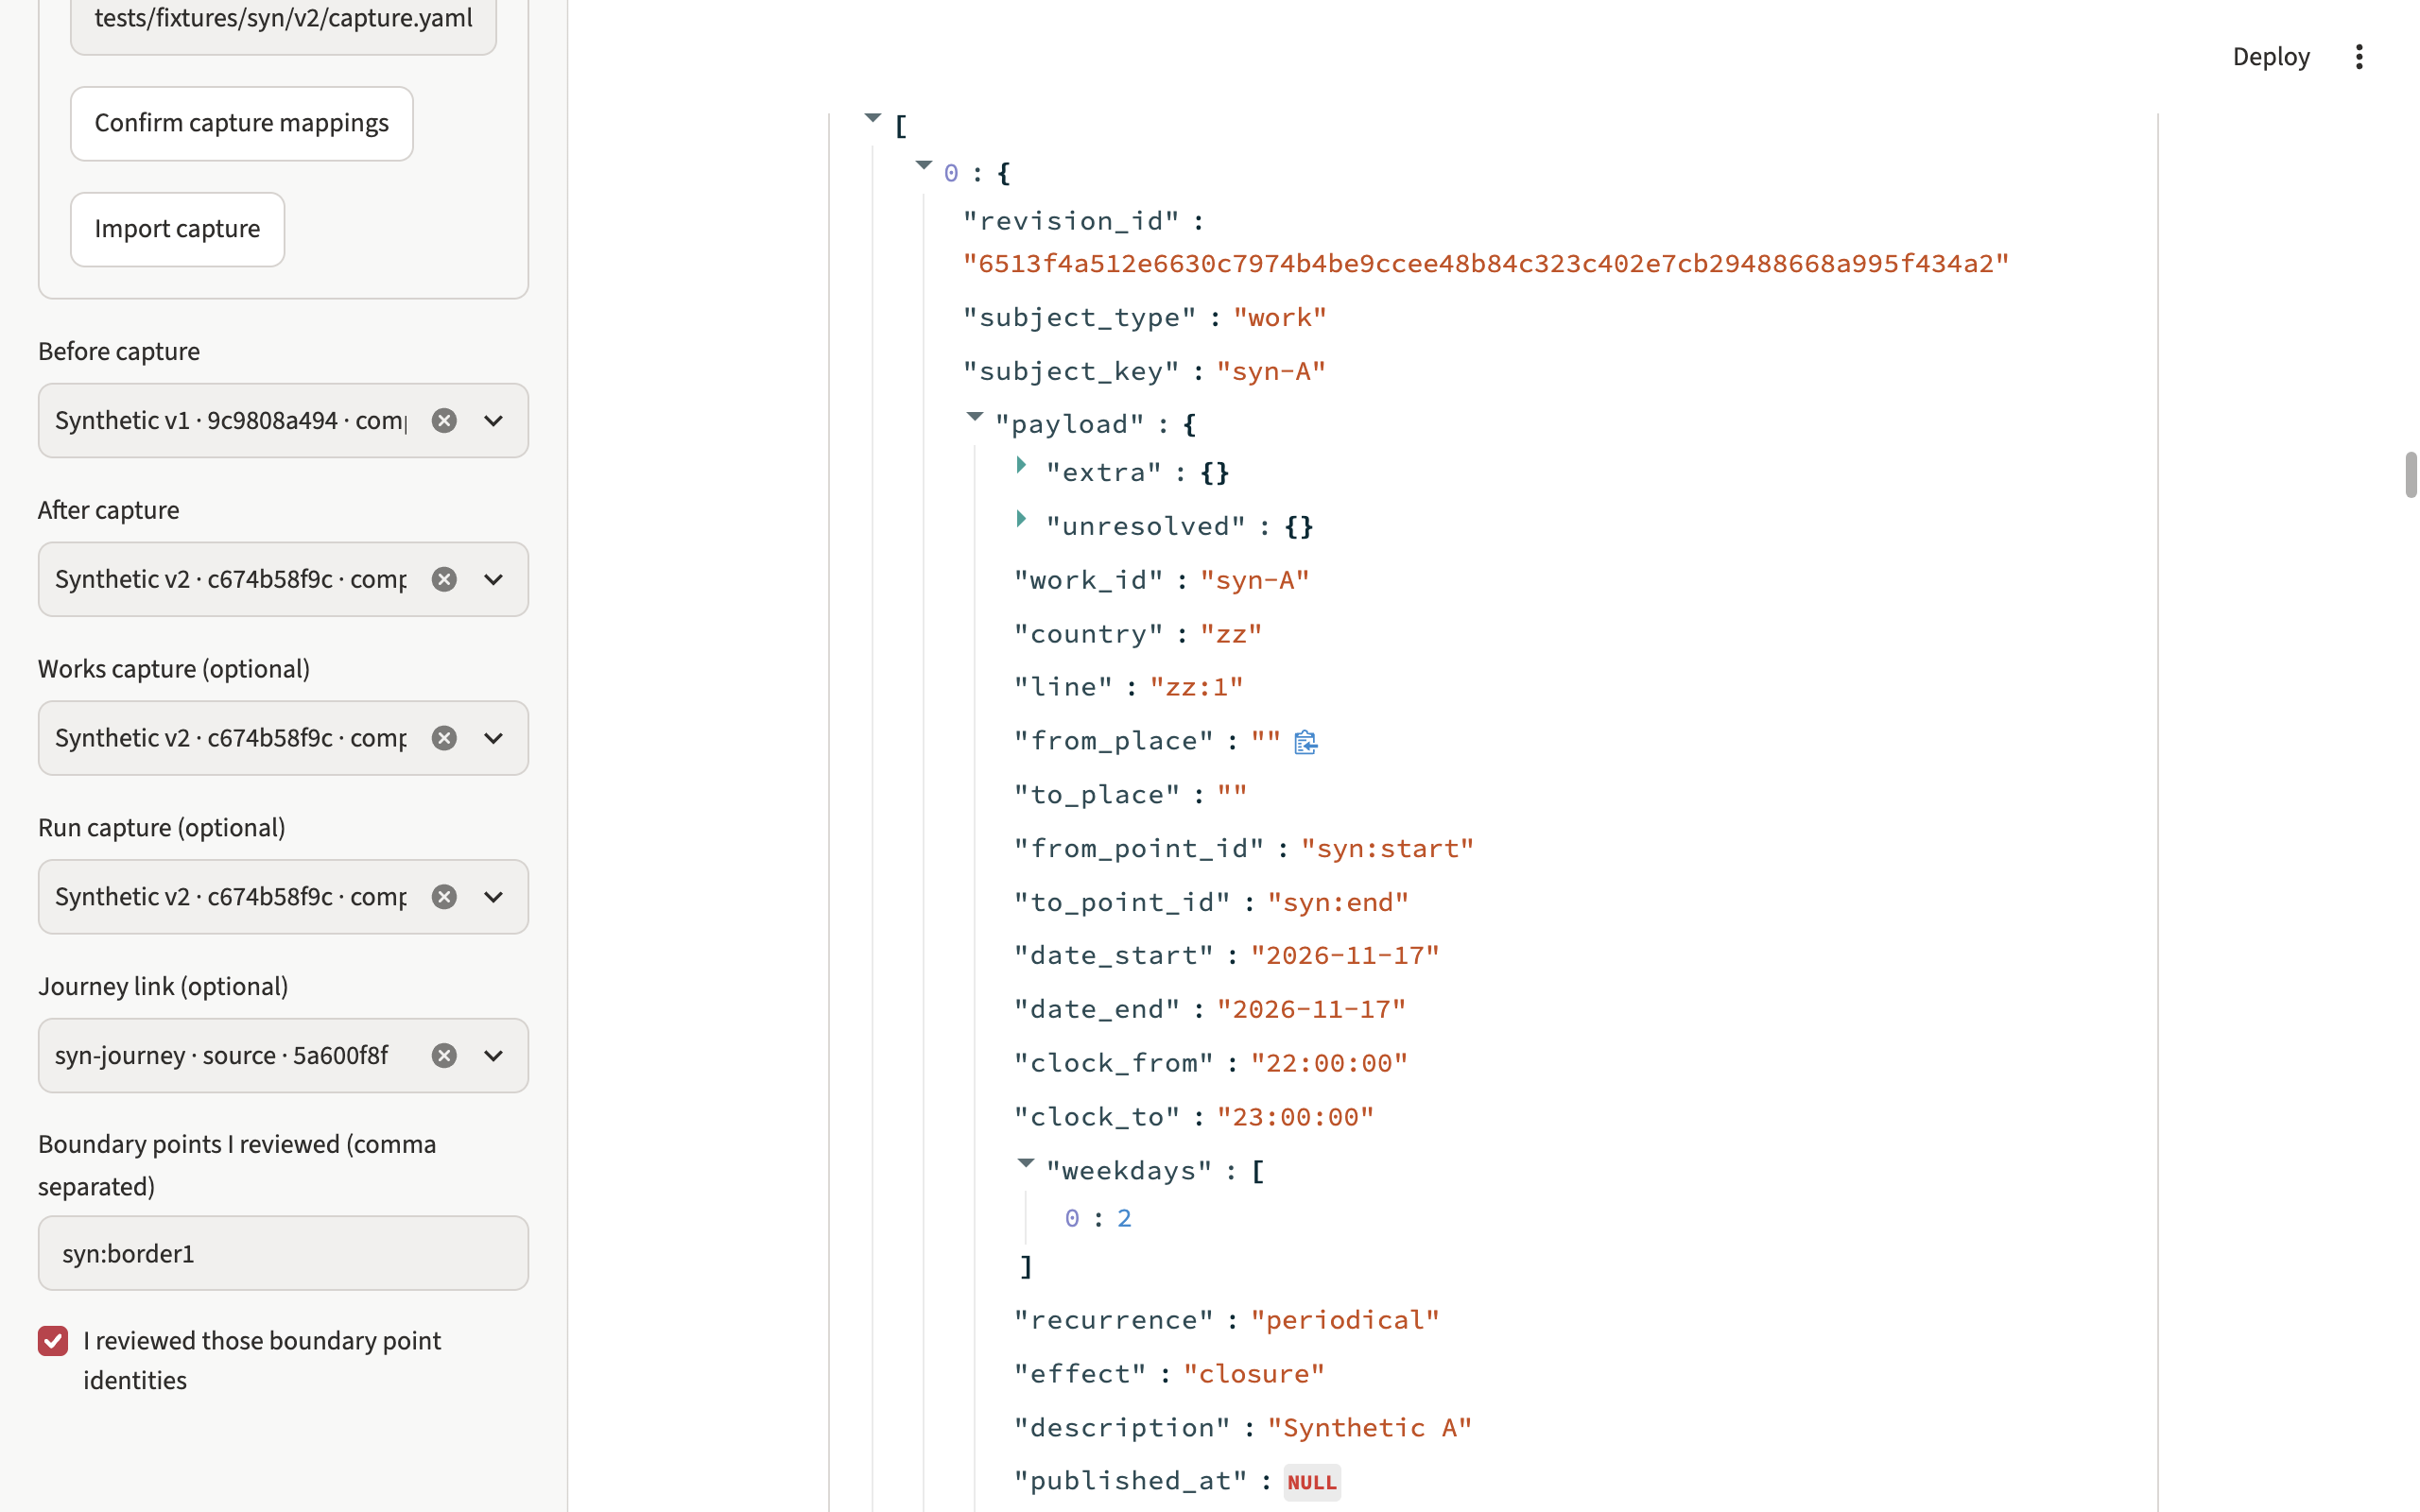 tests/fixtures/syn/v2/capture.yaml
Confirm capture mappings
Import capture
Before capture
Synthetic v1 · 9c9808a494 · comp
After capture
Synthetic v2 · c674b58f9c · comp
Works capture (optional)
Synthetic v2 · c674b58f9c · comp
Run capture (optional)
Synthetic v2 · c674b58f9c · comp
Journey link (optional)
syn-journey · source · 5a600f8f
Boundary points I reviewed (comma
separated)
syn:border1
I reviewed those boundary point
identities
Deploy
[
0 : {
"revision_id" :
"6513f4a512e6630c7974b4be9ccee48b84c323c402e7cb29488668a995f434a2"
"subject_type" : "work"
"subject_key" : "syn-A"
"payload" : {
"extra" : {}
"unresolved" : {}
"work_id" : "syn-A"
"country" : "zz"
"line" : "zz:1"
"from_place" : ""
"to_place" : ""
"from_point_id" : "syn:start"
"to_point_id" : "syn:end"
"date_start" : "2026-11-17"
"date_end" : "2026-11-17"
"clock_from" : "22:00:00"
"clock_to" : "23:00:00"
"weekdays" : [
0 : 2
]
"recurrence" : "periodical"
"effect" : "closure"
"description" : "Synthetic A"
"published_at" : NULL